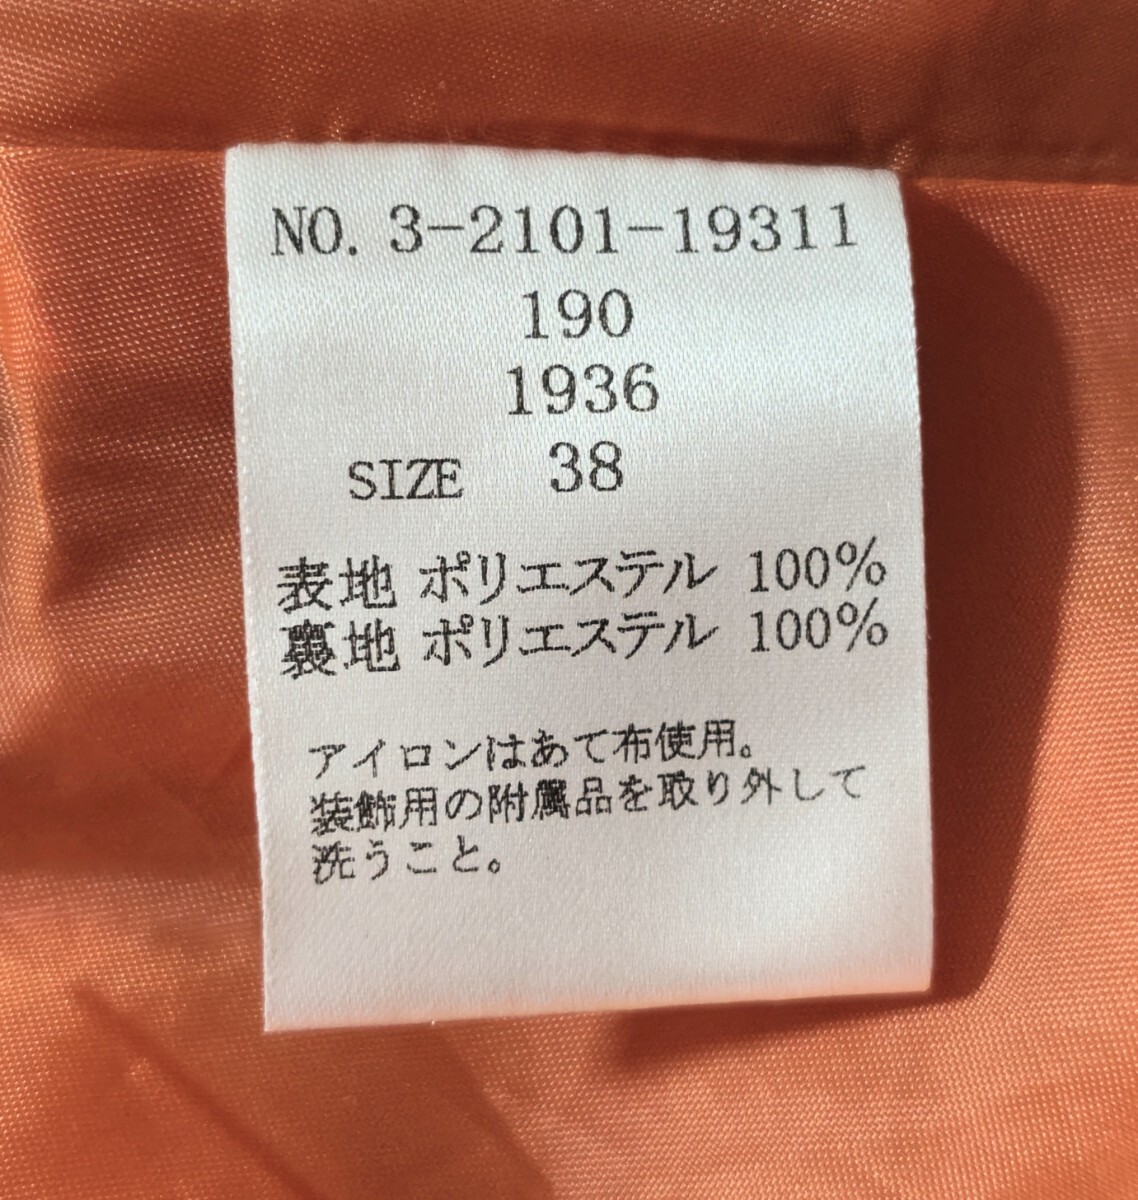 NO. 3-2101-19311
190
1936
SIZE 38
表地 ポリエステル 100%
裏地 ポリエステル 100%
アイロンはあて布使用。
装飾用の附属品を取り外して
洗うこと。